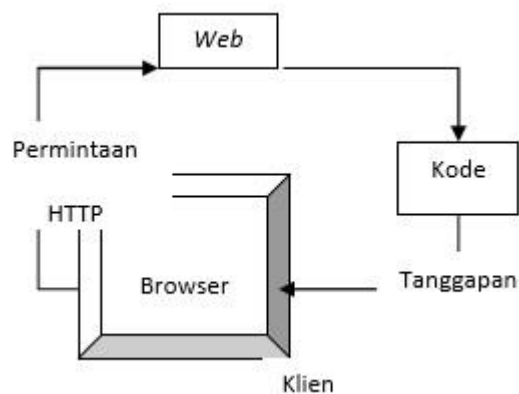 Web
Permintaan
Kode
HTTP
Browser
Tanggapan
Klien